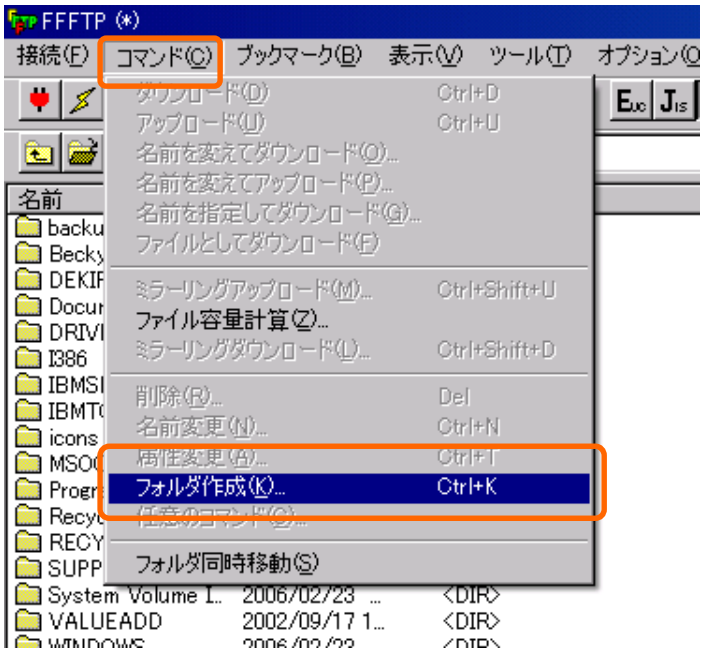 FFFTP (*)
接続(F) コマンド(C) ブックマーク(B) 表示(V) ツール(T) オプション(O
Euc JIS
ダウンロード(D) Ctrl+D
アップロード(U) Ctrl+U
名前を変えてダウンロード(O)...
名前を変えてアップロード(P)...
名前を指定してダウンロード(G)...
ファイルとしてダウンロード(F)
ミラーリングアップロード(M)... Ctrl+Shift+U
ファイル容量計算(Z)...
ミラーリングダウンロード(L)... Ctrl+Shift+D
削除(R)... Del
名前変更(N)... Ctrl+N
属性変更(A)... Ctrl+T
フォルダ作成(K)... Ctrl+K
任意のコマンド(C)...
フォルダ同時移動(S)
名前
backu
Becky
DEKIF
Docur
DRIVI
I386
IBMSI
IBMT
icons
MSOC
Progra
Recyc
RECY
SUPP
System Volume I... 2006/02/23 ... <DIR>
VALUEADD 2002/09/17 1... <DIR>
WINDOWS 2006/02/23 <DIR>